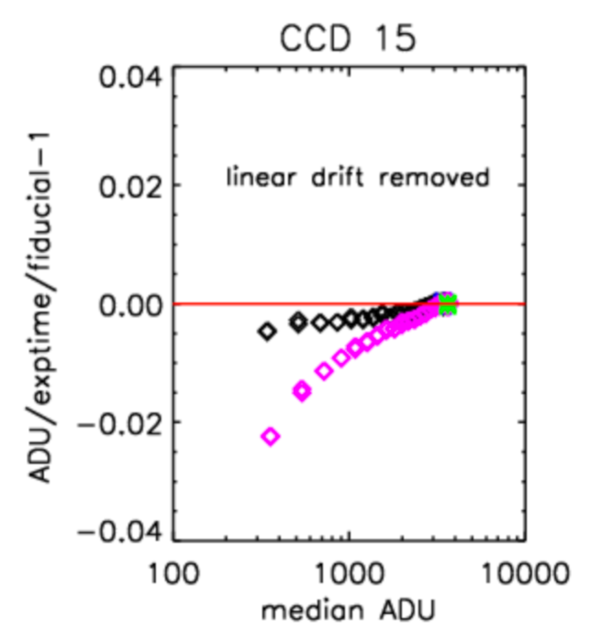 CCD 15
0.04
0.02
0.00
−0.02
−0.04
ADU/exptime/fiducial−1
linear drift removed
100 1000 10000
median ADU